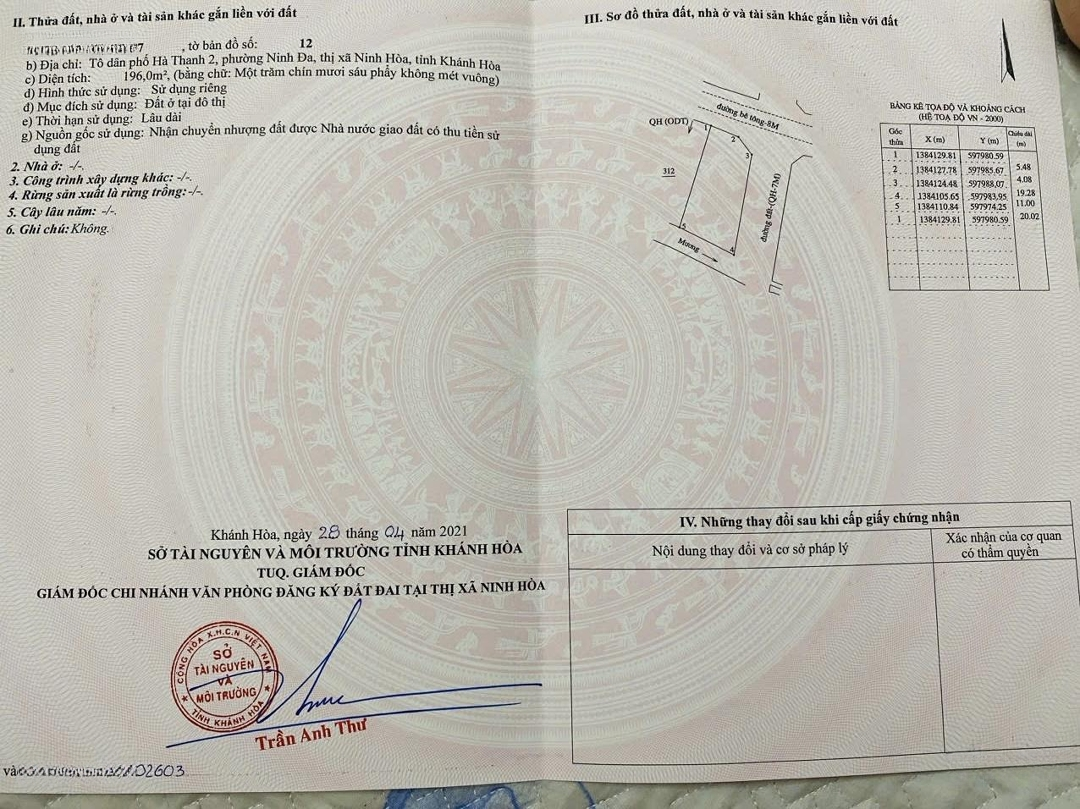 II. Thửa đất, nhà ở và tài sản khác gắn liền với đất
, tờ bản đồ số: 12
b) Địa chỉ: Tổ dân phố Hà Thanh 2, phường Ninh Đa, thị xã Ninh Hòa, tỉnh Khánh Hòa
c) Diện tích: 196,0m², (bằng chữ: Một trăm chín mươi sáu phẩy không mét vuông)
d) Hình thức sử dụng: Sử dụng riêng
đ) Mục đích sử dụng: Đất ở tại đô thị
e) Thời hạn sử dụng: Lâu dài
g) Nguồn gốc sử dụng: Nhận chuyển nhượng đất được Nhà nước giao đất có thu tiền sử
dụng đất
2. Nhà ở: -/-.
3. Công trình xây dựng khác: -/-.
4. Rừng sản xuất là rừng trồng: -/-.
5. Cây lâu năm: -/-.
6. Ghi chú: Không.
Khánh Hòa, ngày 28 tháng 04 năm 2021
SỞ TÀI NGUYÊN VÀ MÔI TRƯỜNG TỈNH KHÁNH HÒA
TUQ. GIÁM ĐỐC
GIÁM ĐỐC CHI NHÁNH VĂN PHÒNG ĐĂNG KÝ ĐẤT ĐAI TẠI THỊ XÃ NINH HÒA
CỘNG HÒA X.H.C.N VIỆT NAM
SỞ
TÀI NGUYÊN
VÀ
MÔI TRƯỜNG
TỈNH KHÁNH HÒA
Trần Anh Thư
III. Sơ đồ thửa đất, nhà ở và tài sản khác gắn liền với đất
đường bê tông-8M
QH (ODT)
1
2
3
312
đường đất-(QH-7M)
5
4
Mương
BẢNG KÊ TỌA ĐỘ VÀ KHOẢNG CÁCH
(HỆ TỌA ĐỘ VN - 2000)
Góc thửa X (m) Y (m) Chiều dài (m)
1 1384129.81 597980.59
5.48
2 1384127.78 597985.67
4.08
3 1384124.48 597988.07
19.28
4 1384105.65 597983.95
11.00
5 1384110.84 597974.25
20.02
1 1384129.81 597980.59
IV. Những thay đổi sau khi cấp giấy chứng nhận
Nội dung thay đổi và cơ sở pháp lý
Xác nhận của cơ quan
có thẩm quyền